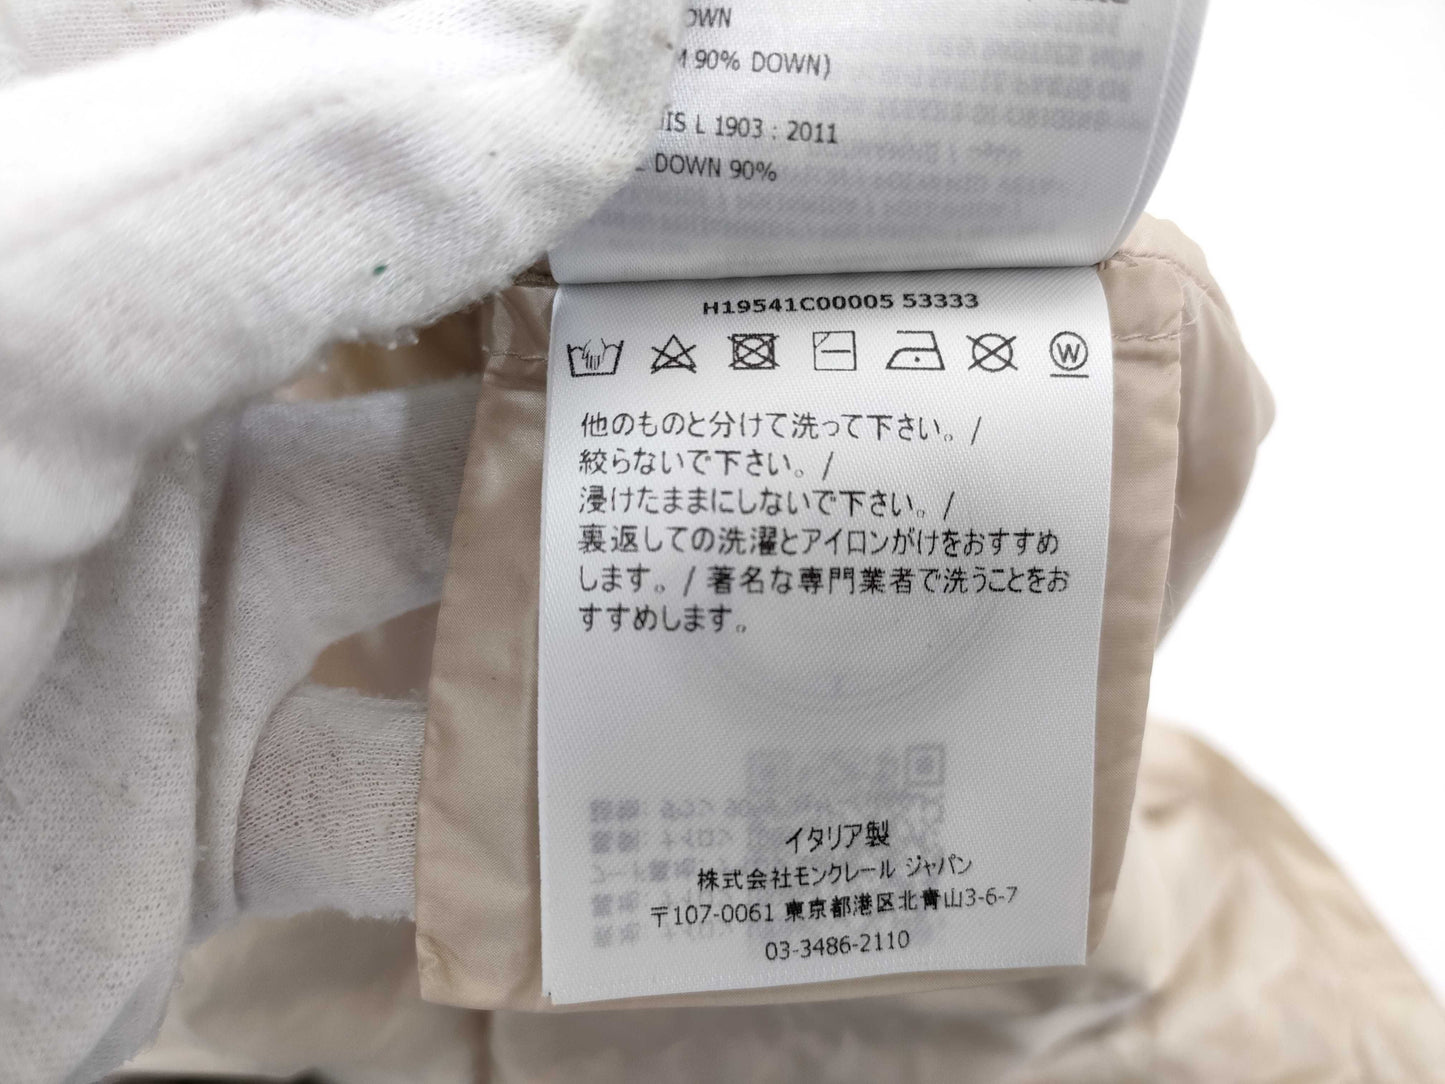 DOWN
90% DOWN)
JIS L 1903 : 2011
DOWN 90%
H19541C00005 53333
W
他のものと分けて洗って下さい。/
絞らないで下さい。/
浸けたままにしないで下さい。/
裏返しての洗濯とアイロンがけをおすすめ
します。/ 著名な専門業者で洗うことをお
すすめします。
イタリア製
株式会社モンクレール ジャパン
〒107-0061 東京都港区北青山3-6-7
03-3486-2110